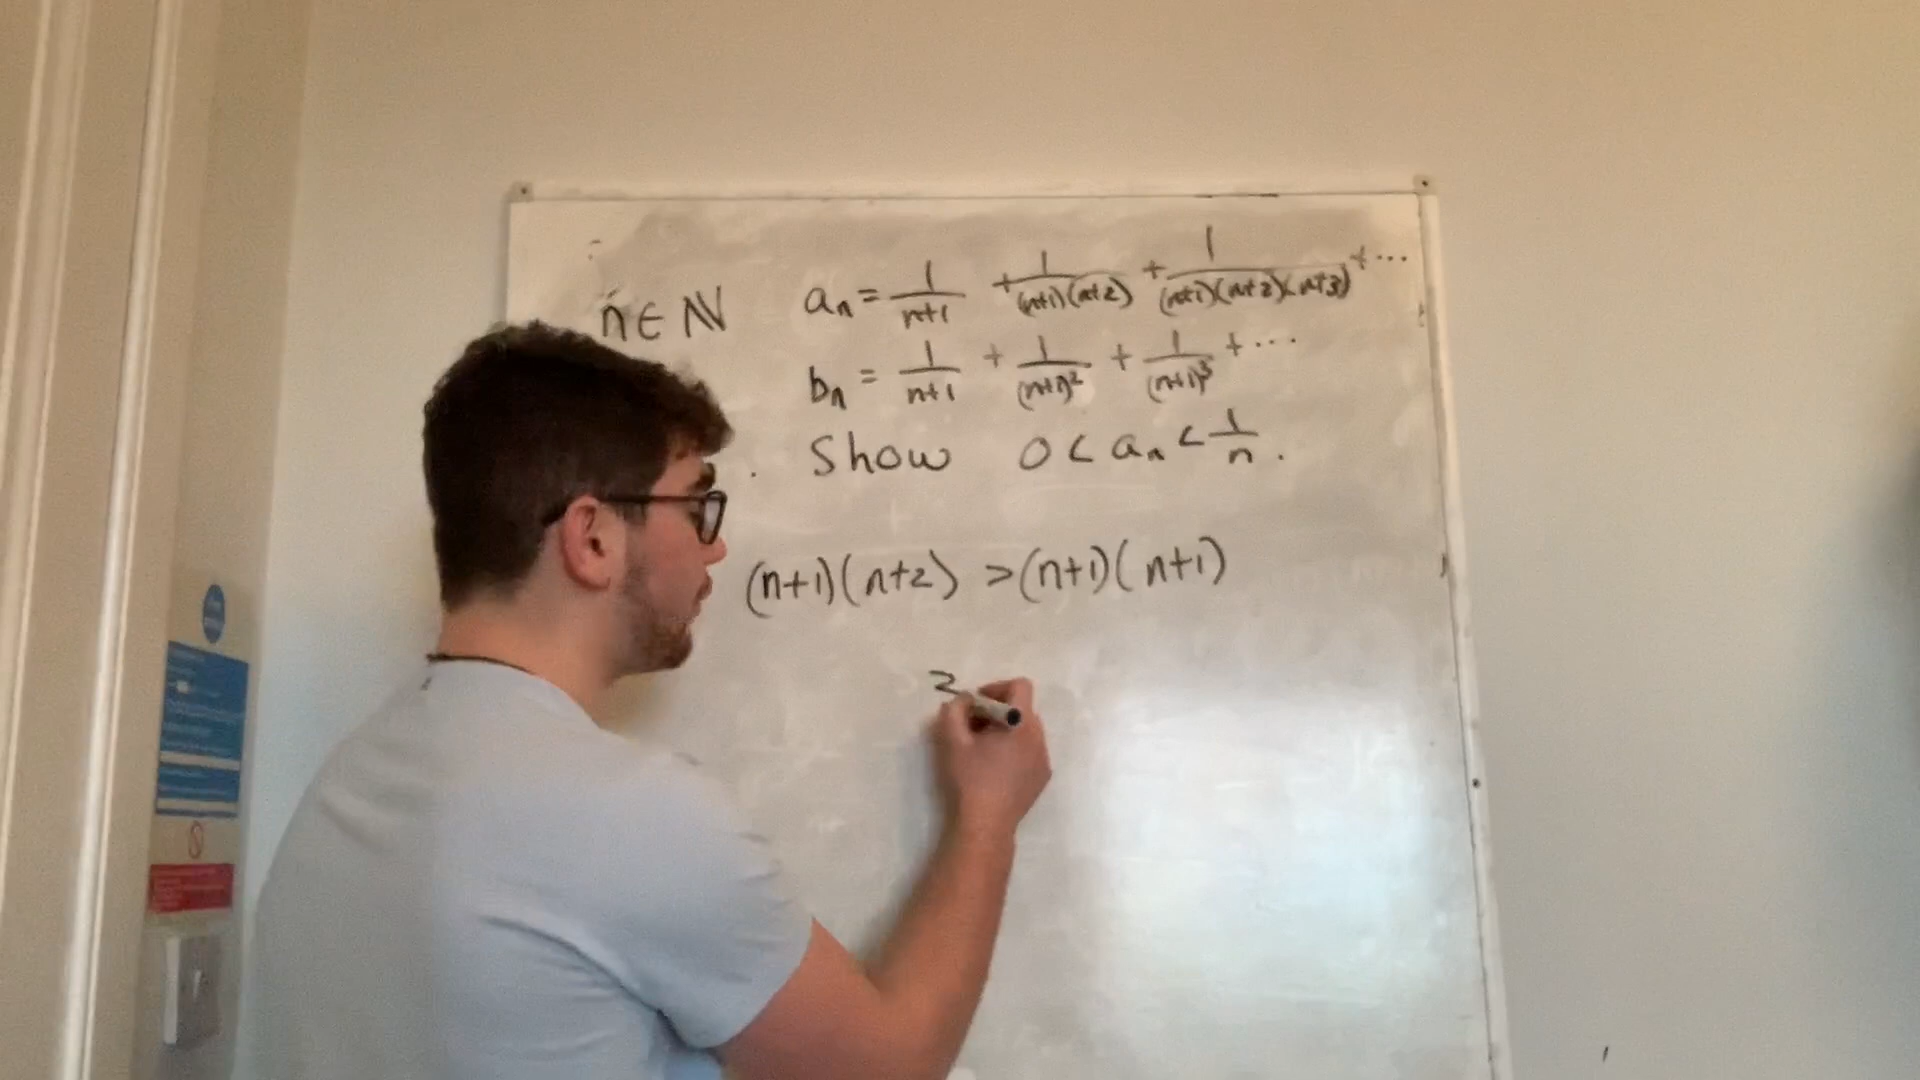 n ∈ ℕ aₙ = 1/(n+1) + 1/((n+1)(n+2)) + 1/((n+1)(n+2)(n+3)) + ...
bₙ = 1/(n+1) + 1/(n+1)² + 1/(n+1)³ + ...
. Show 0 < aₙ < 1/n .
(n+1)(n+2) > (n+1)(n+1)
2